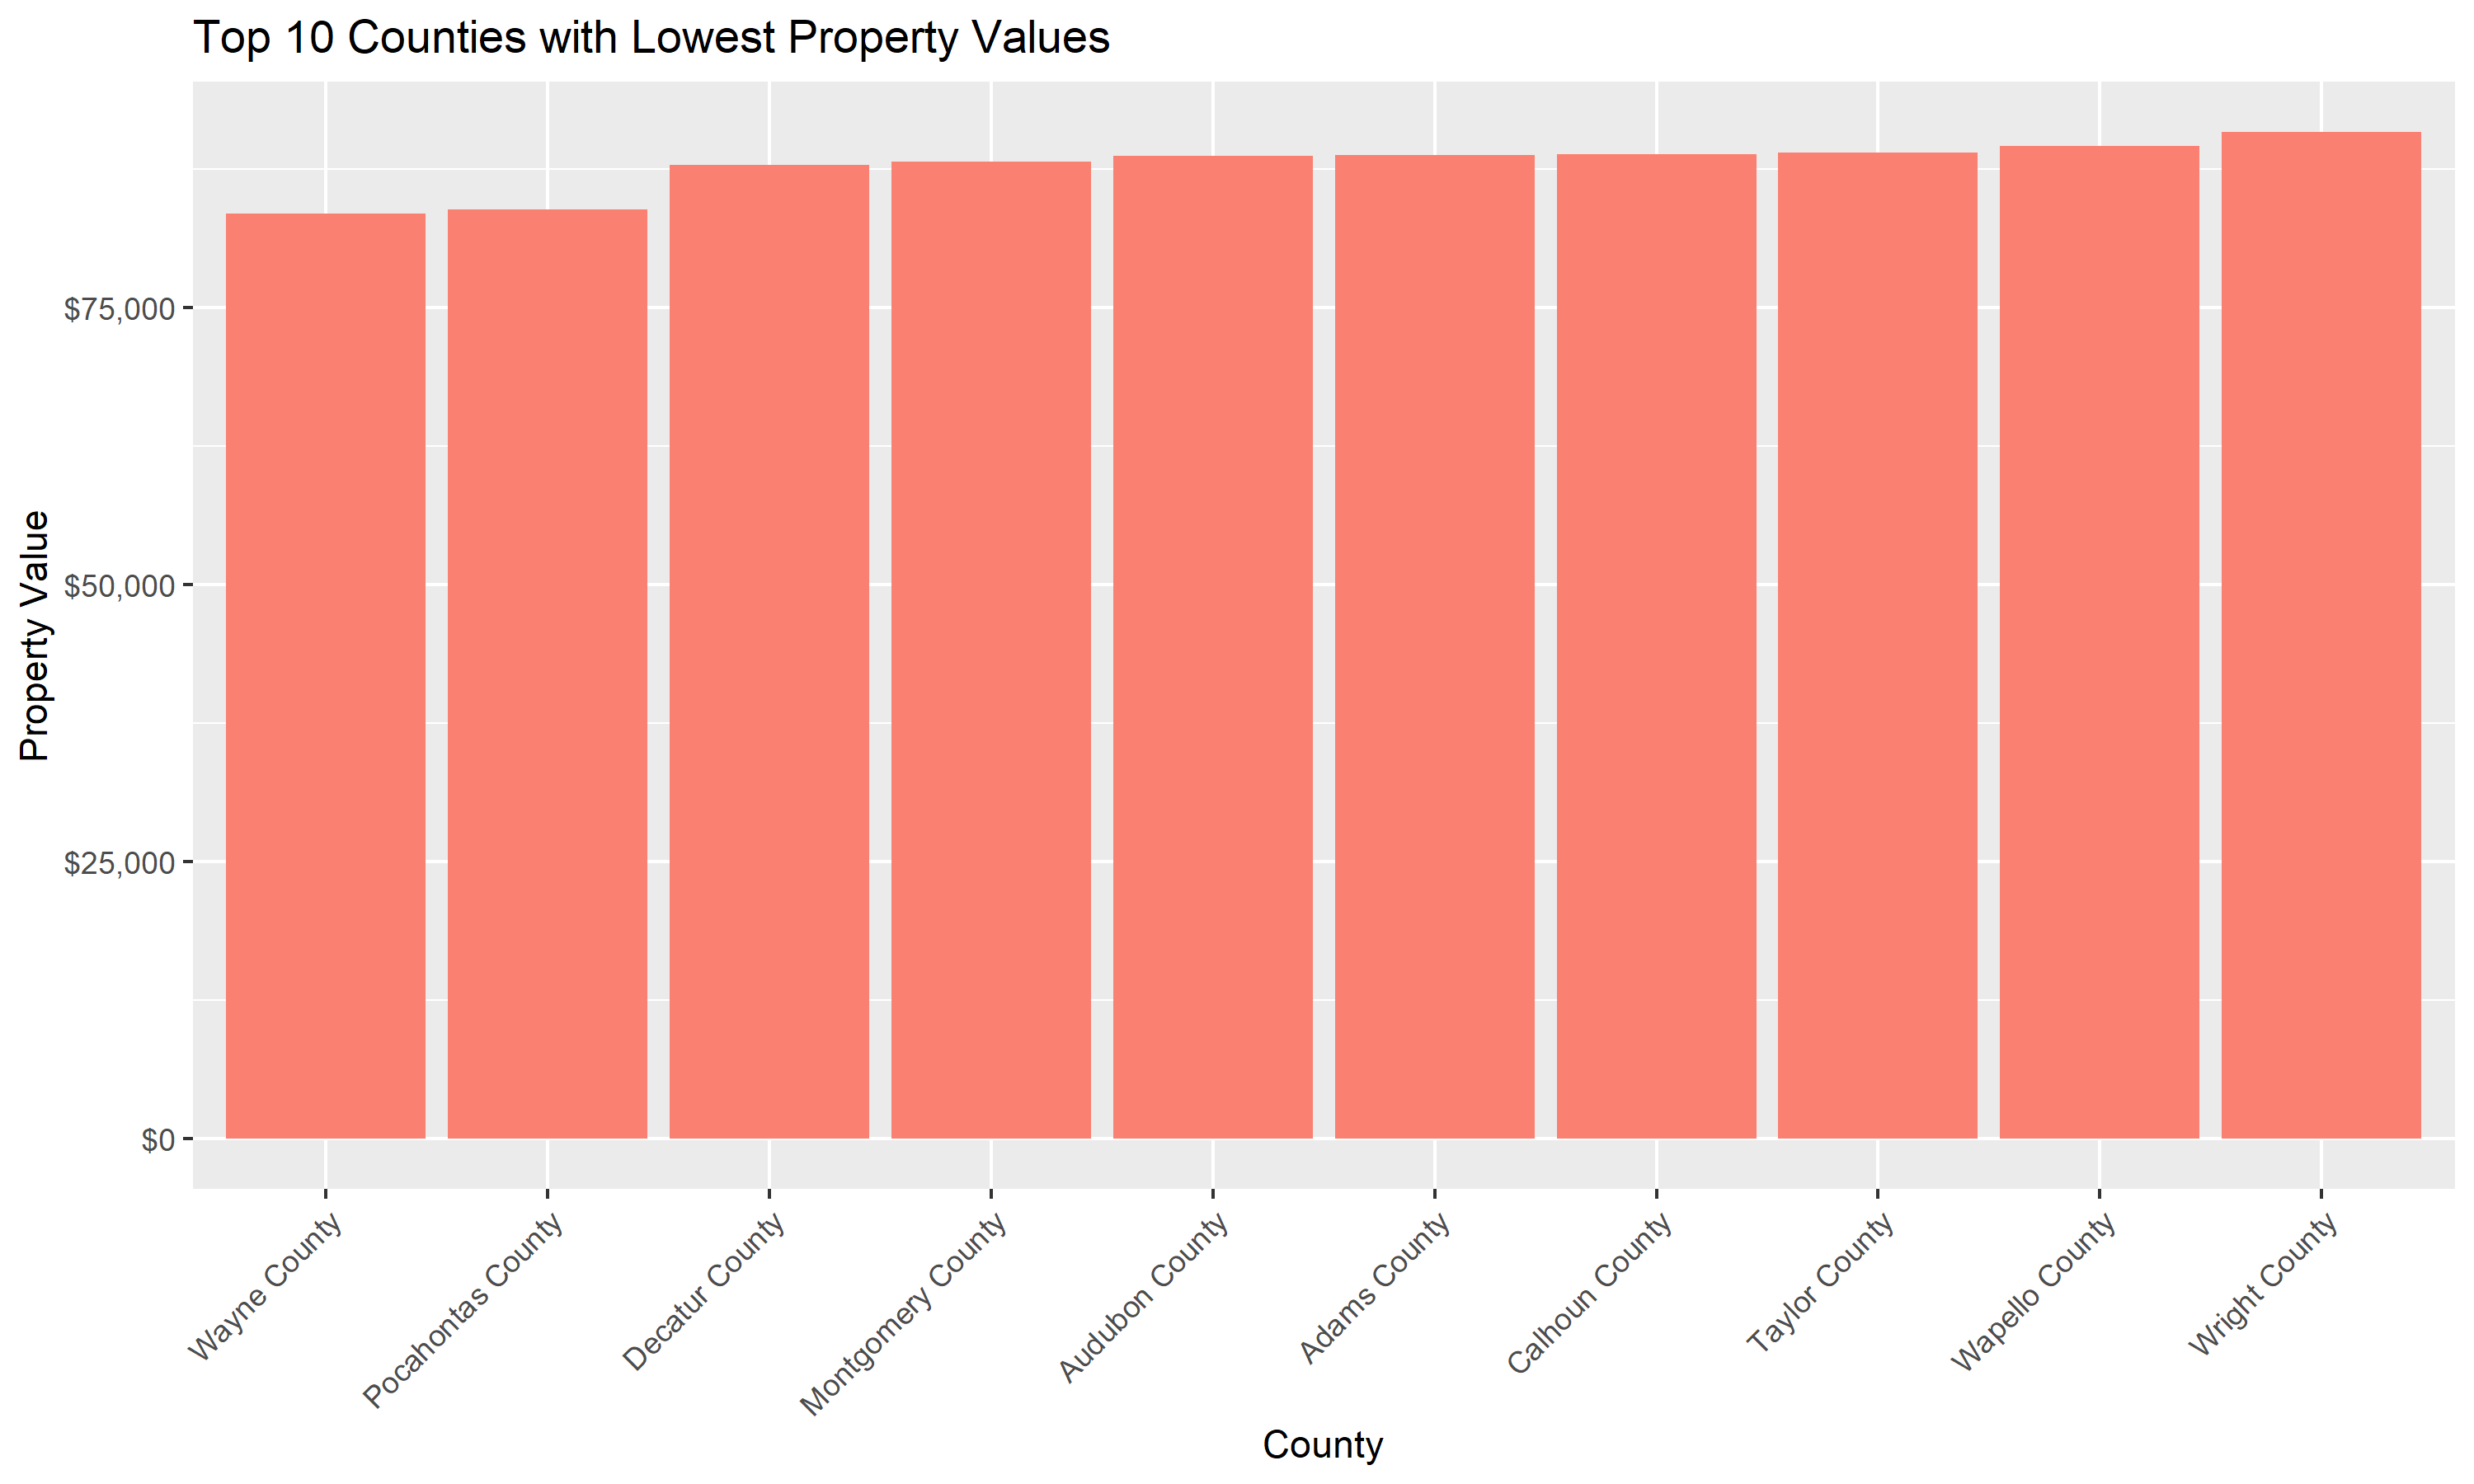 Top 10 Counties with Lowest Property Values
Property Value
$75,000
$50,000
$25,000
$0
Wayne County
Pocahontas County
Decatur County
Montgomery County
Audubon County
Adams County
Calhoun County
Taylor County
Wapello County
Wright County
County